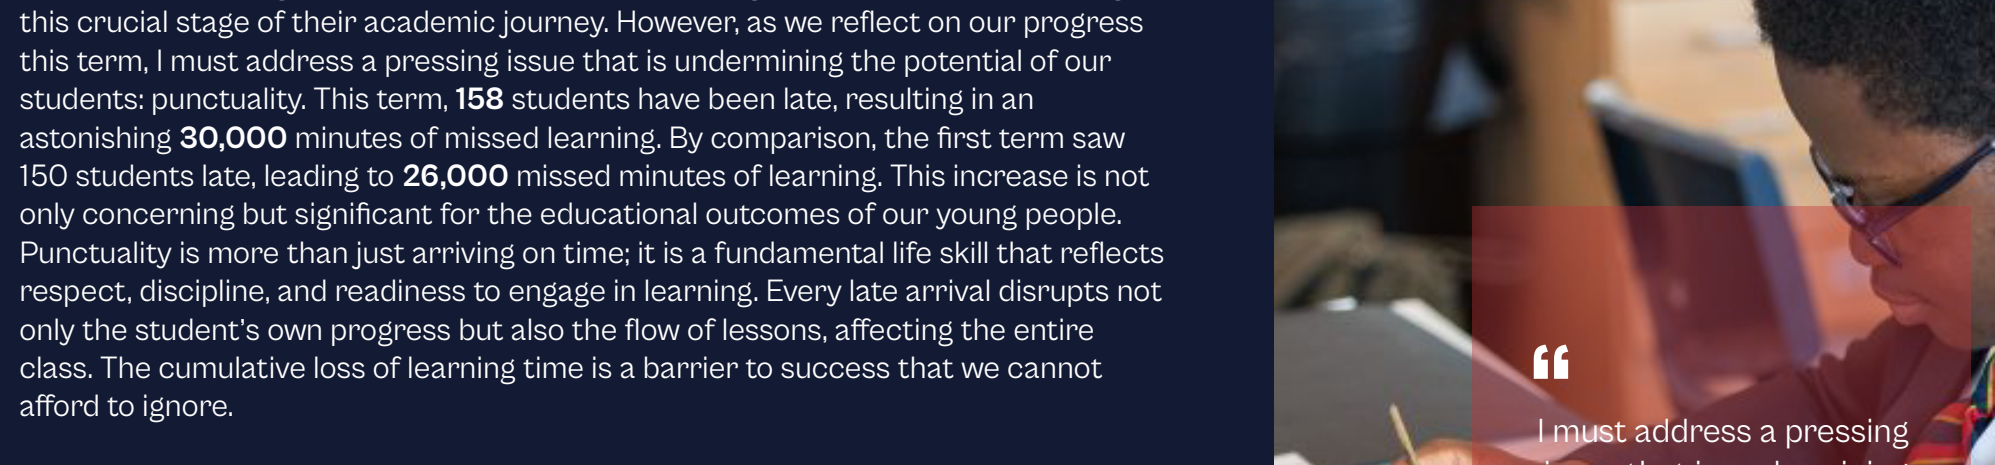 this crucial stage of their academic journey. However, as we reflect on our progress
this term, I must address a pressing issue that is undermining the potential of our
students: punctuality. This term, 158 students have been late, resulting in an
astonishing 30,000 minutes of missed learning. By comparison, the first term saw
150 students late, leading to 26,000 missed minutes of learning. This increase is not
only concerning but significant for the educational outcomes of our young people.
Punctuality is more than just arriving on time; it is a fundamental life skill that reflects
respect, discipline, and readiness to engage in learning. Every late arrival disrupts not
only the student’s own progress but also the flow of lessons, affecting the entire
class. The cumulative loss of learning time is a barrier to success that we cannot
afford to ignore.
“
I must address a pressing